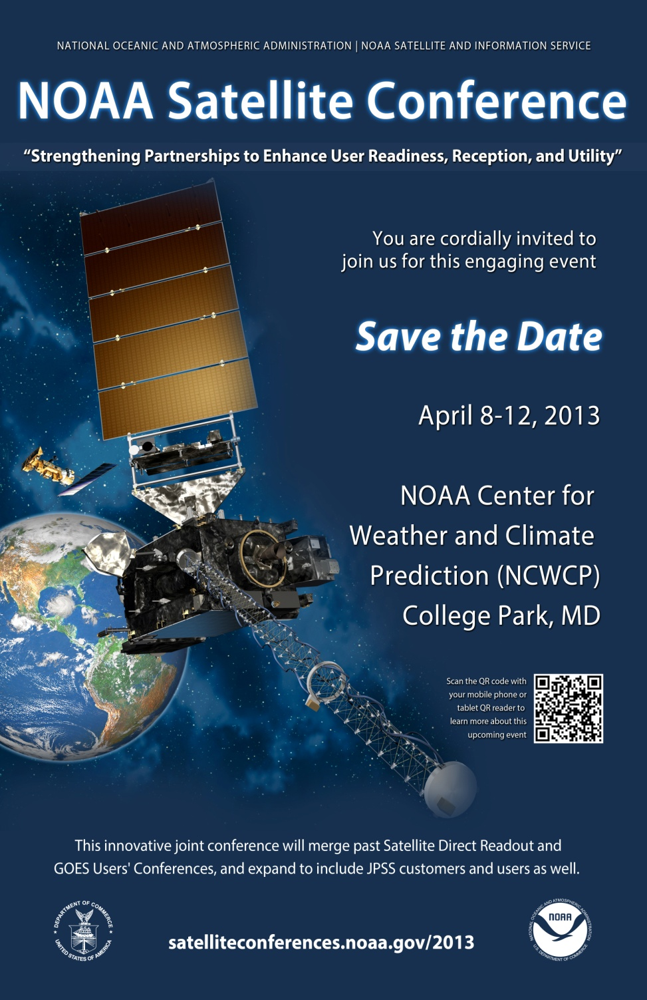 NATIONAL OCEANIC AND ATMOSPHERIC ADMINISTRATION | NOAA SATELLITE AND INFORMATION SERVICE
NOAA Satellite Conference
“Strengthening Partnerships to Enhance User Readiness, Reception, and Utility”
You are cordially invited to
join us for this engaging event
Save the Date
April 8-12, 2013
NOAA Center for
Weather and Climate
Prediction (NCWCP)
College Park, MD
Scan the QR code with
your mobile phone or
tablet QR reader to
learn more about this
upcoming event
This innovative joint conference will merge past Satellite Direct Readout and
GOES Users' Conferences, and expand to include JPSS customers and users as well.
DEPARTMENT OF COMMERCE
UNITED STATES OF AMERICA
satelliteconferences.noaa.gov/2013
NATIONAL OCEANIC AND ATMOSPHERIC ADMINISTRATION
NOAA
U.S. DEPARTMENT OF COMMERCE